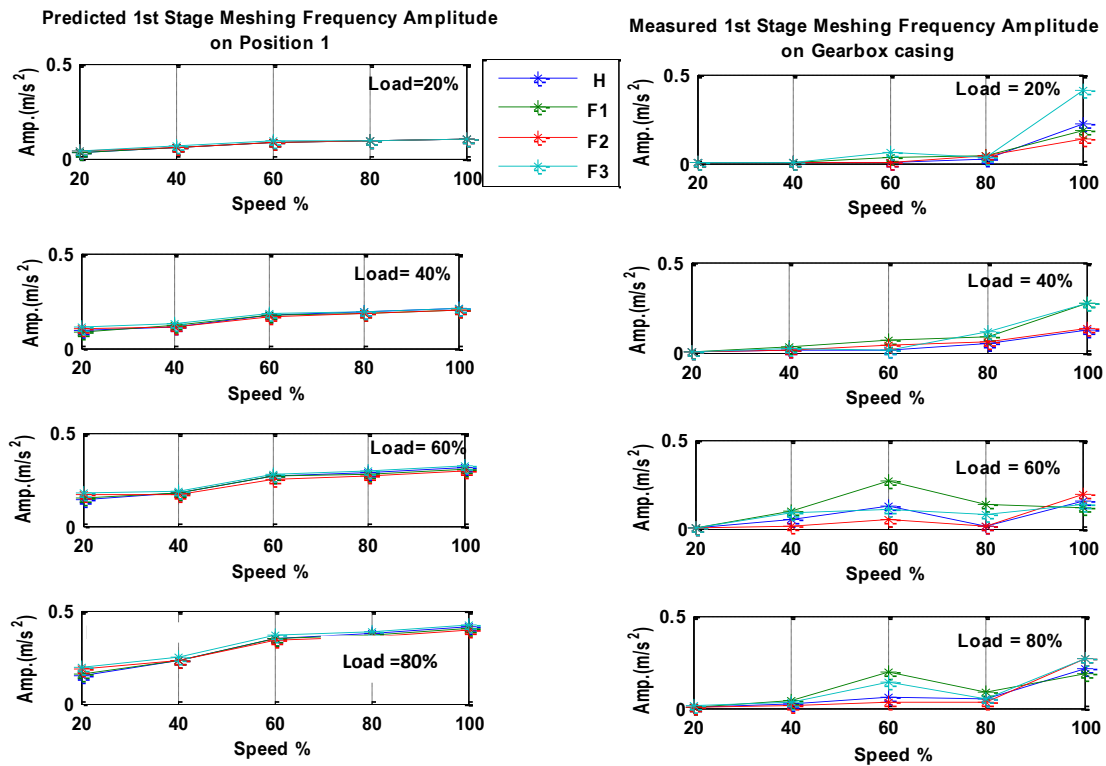 Predicted 1st Stage Meshing Frequency Amplitude
on Position 1
0.5
Amp.(m/s²)
0
Load=20%
20 40 60 80 100
Speed %
H
F1
F2
F3
0.5
Amp.(m/s²)
0
Load= 40%
20 40 60 80 100
Speed %
0.5
Amp.(m/s²)
0
Load= 60%
20 40 60 80 100
Speed %
0.5
Amp.(m/s²)
0
Load =80%
20 40 60 80 100
Speed %
Measured 1st Stage Meshing Frequency Amplitude
on Gearbox casing
0.5
Amp.(m/s²)
0
Load = 20%
20 40 60 80 100
Speed %
0.5
Amp.(m/s²)
0
Load = 40%
20 40 60 80 100
Speed %
0.5
Amp.(m/s²)
0
Load = 60%
20 40 60 80 100
Speed %
0.5
Amp.(m/s²)
0
Load = 80%
20 40 60 80 100
Speed %